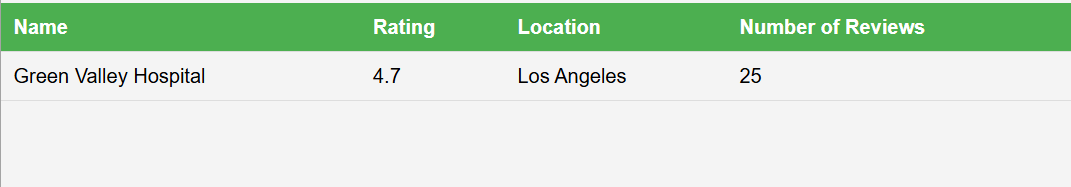 Name Rating Location Number of Reviews
Green Valley Hospital 4.7 Los Angeles 25